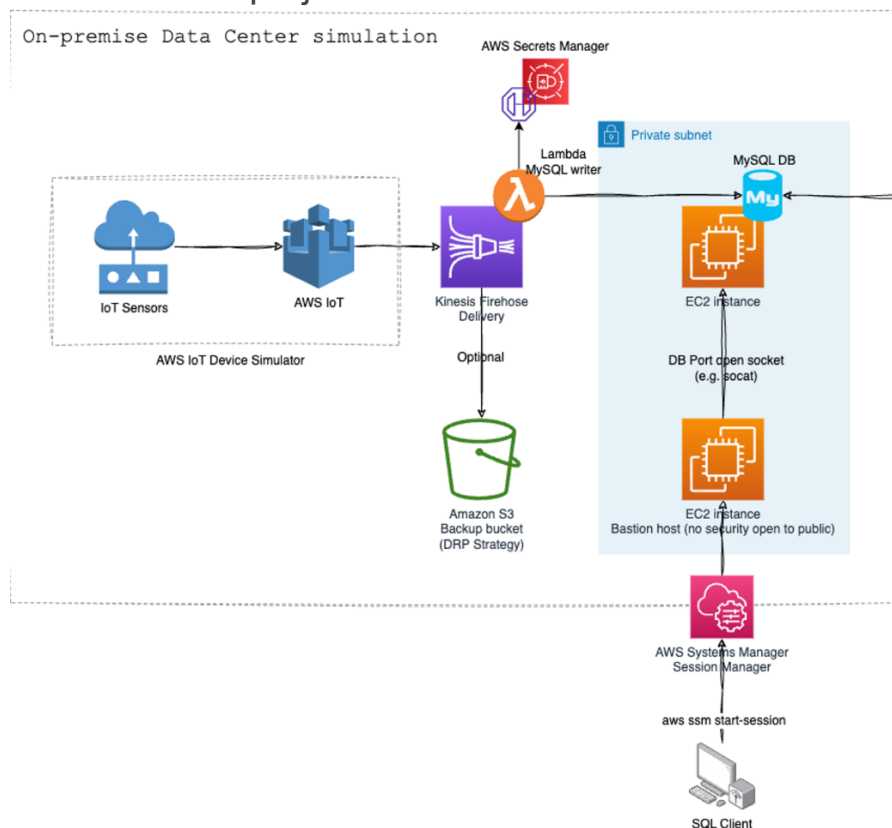 On-premise Data Center simulation
AWS Secrets Manager
Private subnet
Lambda
MySQL writer
MySQL DB
My
IoT Sensors
AWS IoT
Kinesis Firehose
Delivery
EC2 instance
AWS IoT Device Simulator
Optional
DB Port open socket
(e.g. socat)
Amazon S3
Backup bucket
(DRP Strategy)
EC2 instance
Bastion host (no security open to public)
AWS Systems Manager
Session Manager
aws ssm start-session
SQL Client